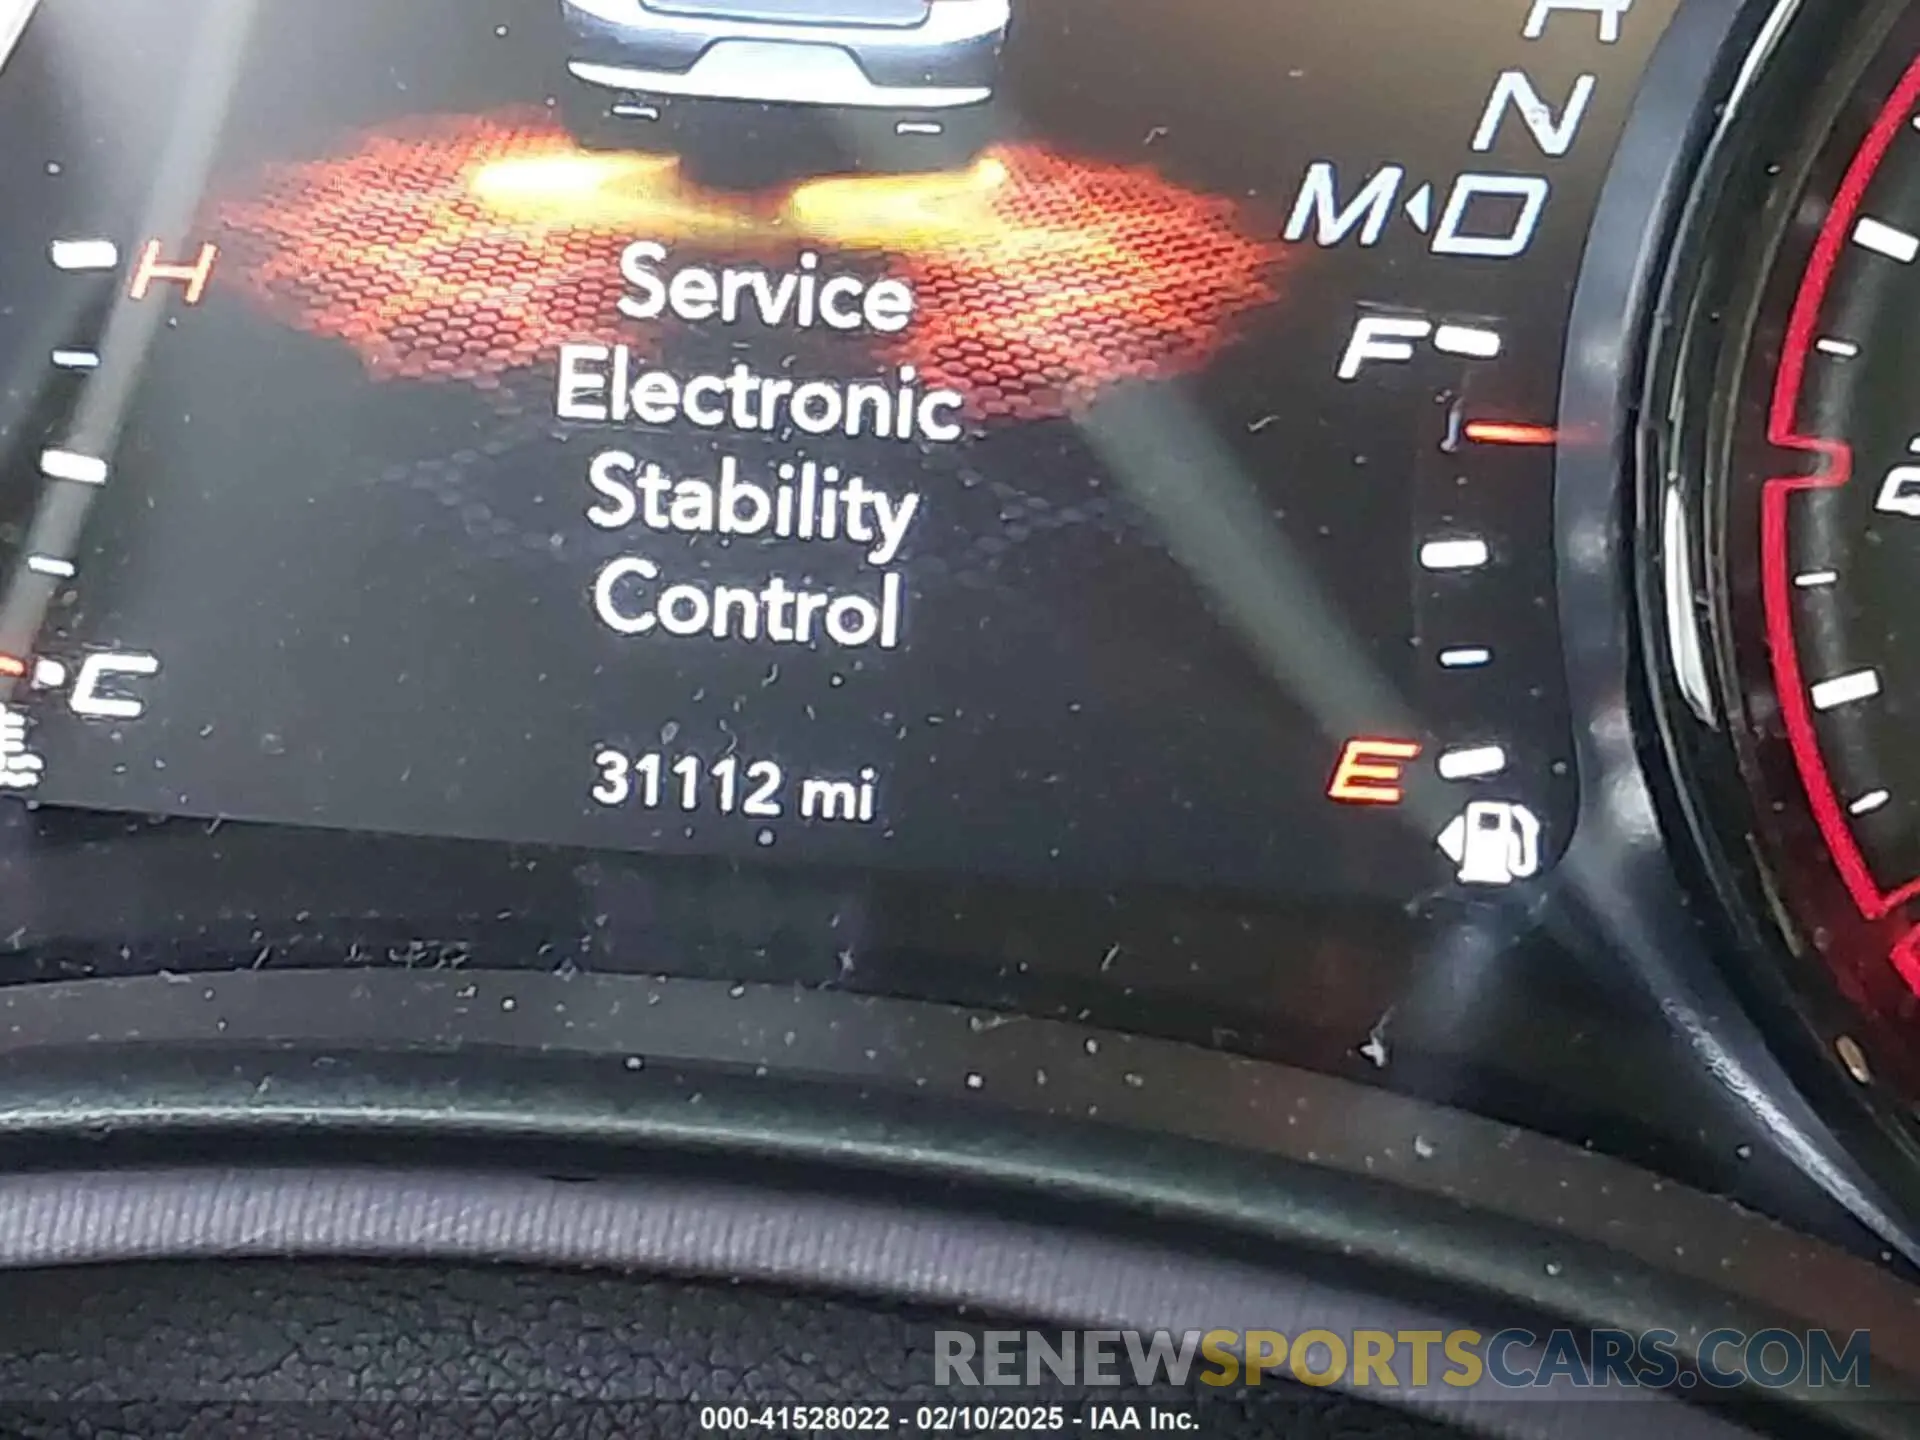 R
N
M D
H
Service
F
Electronic
Stability
Control
C
E
31112 mi
RENEWSPORTSCARS.COM
000-41528022 - 02/10/2025 - IAA Inc.